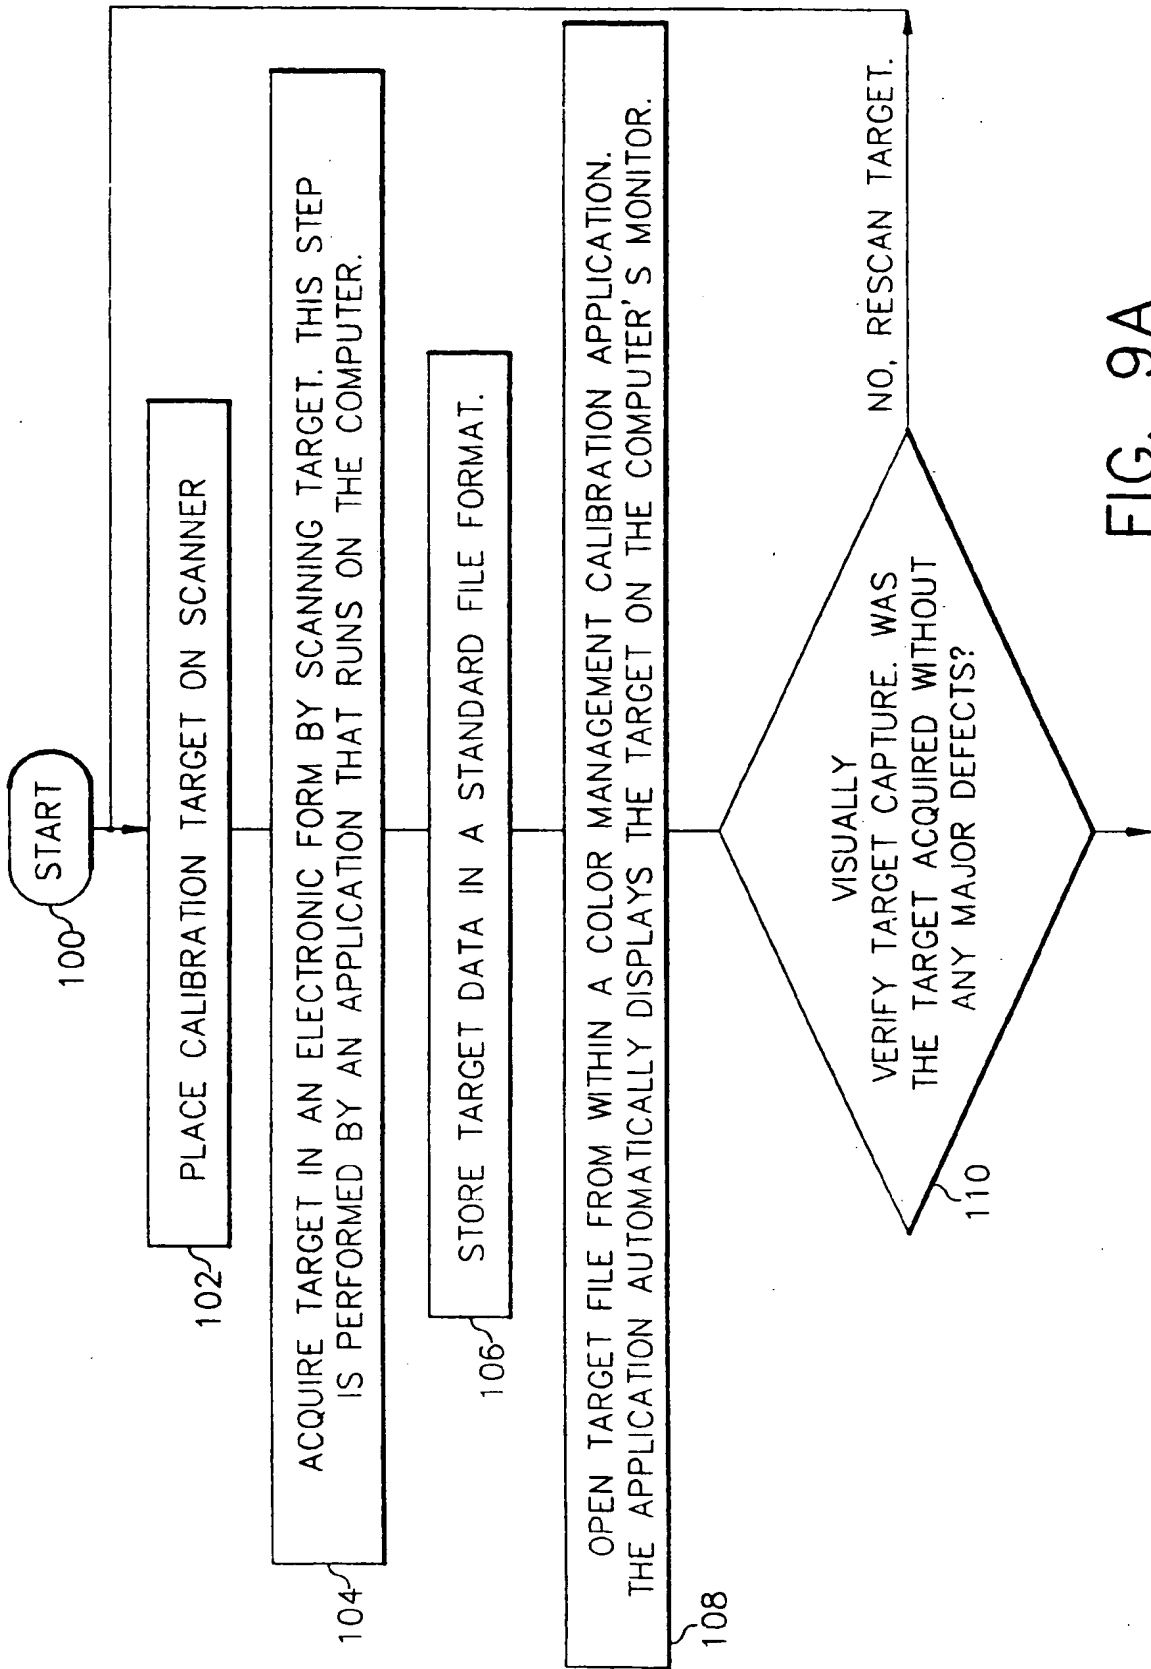 START
100
PLACE CALIBRATION TARGET ON SCANNER
102
ACQUIRE TARGET IN AN ELECTRONIC FORM BY SCANNING TARGET. THIS STEP
IS PERFORMED BY AN APPLICATION THAT RUNS ON THE COMPUTER.
104
STORE TARGET DATA IN A STANDARD FILE FORMAT.
106
OPEN TARGET FILE FROM WITHIN A COLOR MANAGEMENT CALIBRATION APPLICATION.
THE APPLICATION AUTOMATICALLY DISPLAYS THE TARGET ON THE COMPUTER'S MONITOR.
108
VISUALLY
VERIFY TARGET CAPTURE. WAS
THE TARGET ACQUIRED WITHOUT
ANY MAJOR DEFECTS?
110
NO, RESCAN TARGET.
FIG. 9A